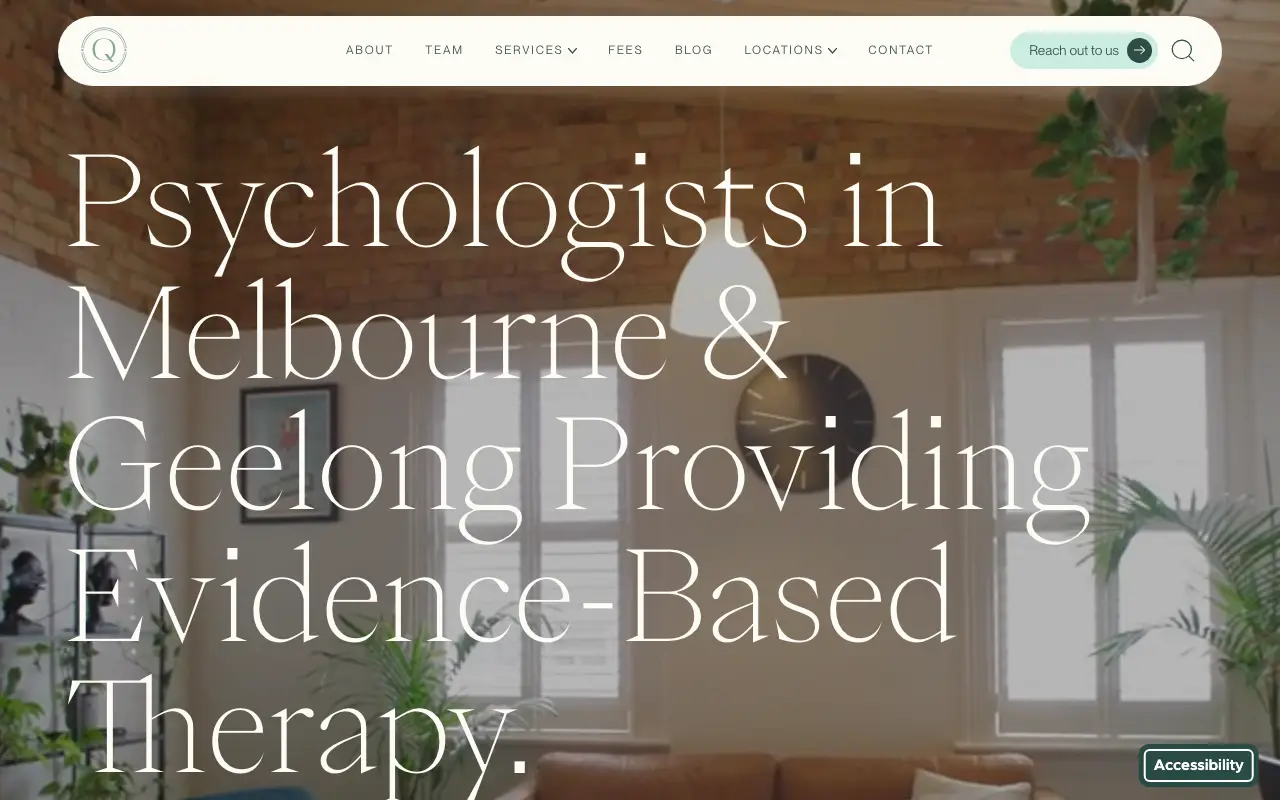 Q
ABOUT
TEAM
SERVICES
FEES
BLOG
LOCATIONS
CONTACT
Reach out to us
Psychologists in
Melbourne &
Geelong Providing
Evidence-Based
Therapy.
Accessibility